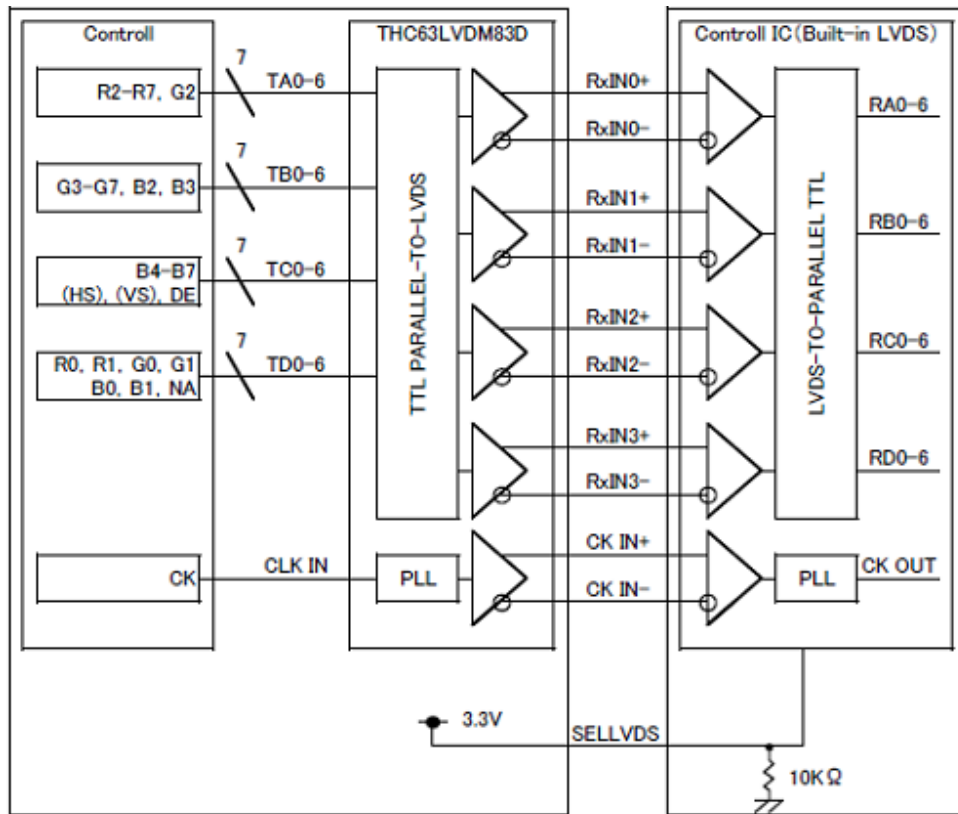 Controll
THC63LVDM83D
Controll IC(Built-in LVDS)
R2-R7, G2
7
TA0-6
RxIN0+
RxIN0-
RA0-6
G3-G7, B2, B3
7
TB0-6
RxIN1+
RxIN1-
RB0-6
B4-B7
(HS), (VS), DE
7
TC0-6
RxIN2+
RxIN2-
RC0-6
R0, R1, G0, G1
B0, B1, NA
7
TD0-6
RxIN3+
RxIN3-
RD0-6
TTL PARALLEL-TO-LVDS
LVDS-TO-PARALLEL TTL
CK
CLK IN
PLL
CK IN+
CK IN-
PLL
CK OUT
3.3V
SELLVDS
10KΩ